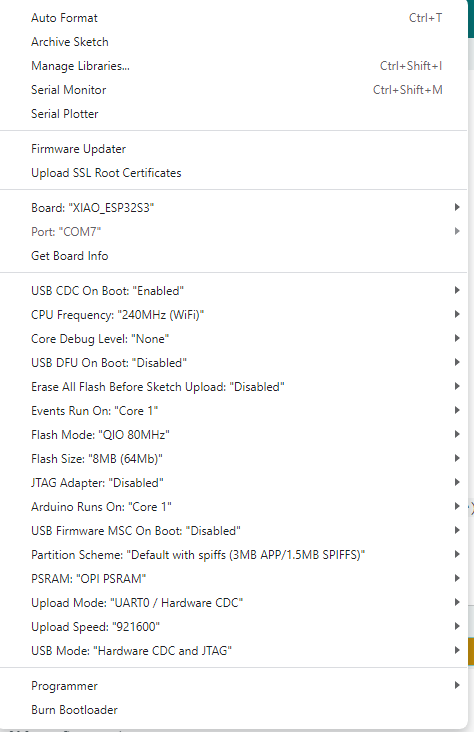 Auto Format Ctrl+T
Archive Sketch
Manage Libraries... Ctrl+Shift+I
Serial Monitor Ctrl+Shift+M
Serial Plotter
Firmware Updater
Upload SSL Root Certificates
Board: "XIAO_ESP32S3"
Port: "COM7"
Get Board Info
USB CDC On Boot: "Enabled"
CPU Frequency: "240MHz (WiFi)"
Core Debug Level: "None"
USB DFU On Boot: "Disabled"
Erase All Flash Before Sketch Upload: "Disabled"
Events Run On: "Core 1"
Flash Mode: "QIO 80MHz"
Flash Size: "8MB (64Mb)"
JTAG Adapter: "Disabled"
Arduino Runs On: "Core 1"
USB Firmware MSC On Boot: "Disabled"
Partition Scheme: "Default with spiffs (3MB APP/1.5MB SPIFFS)"
PSRAM: "OPI PSRAM"
Upload Mode: "UART0 / Hardware CDC"
Upload Speed: "921600"
USB Mode: "Hardware CDC and JTAG"
Programmer
Burn Bootloader